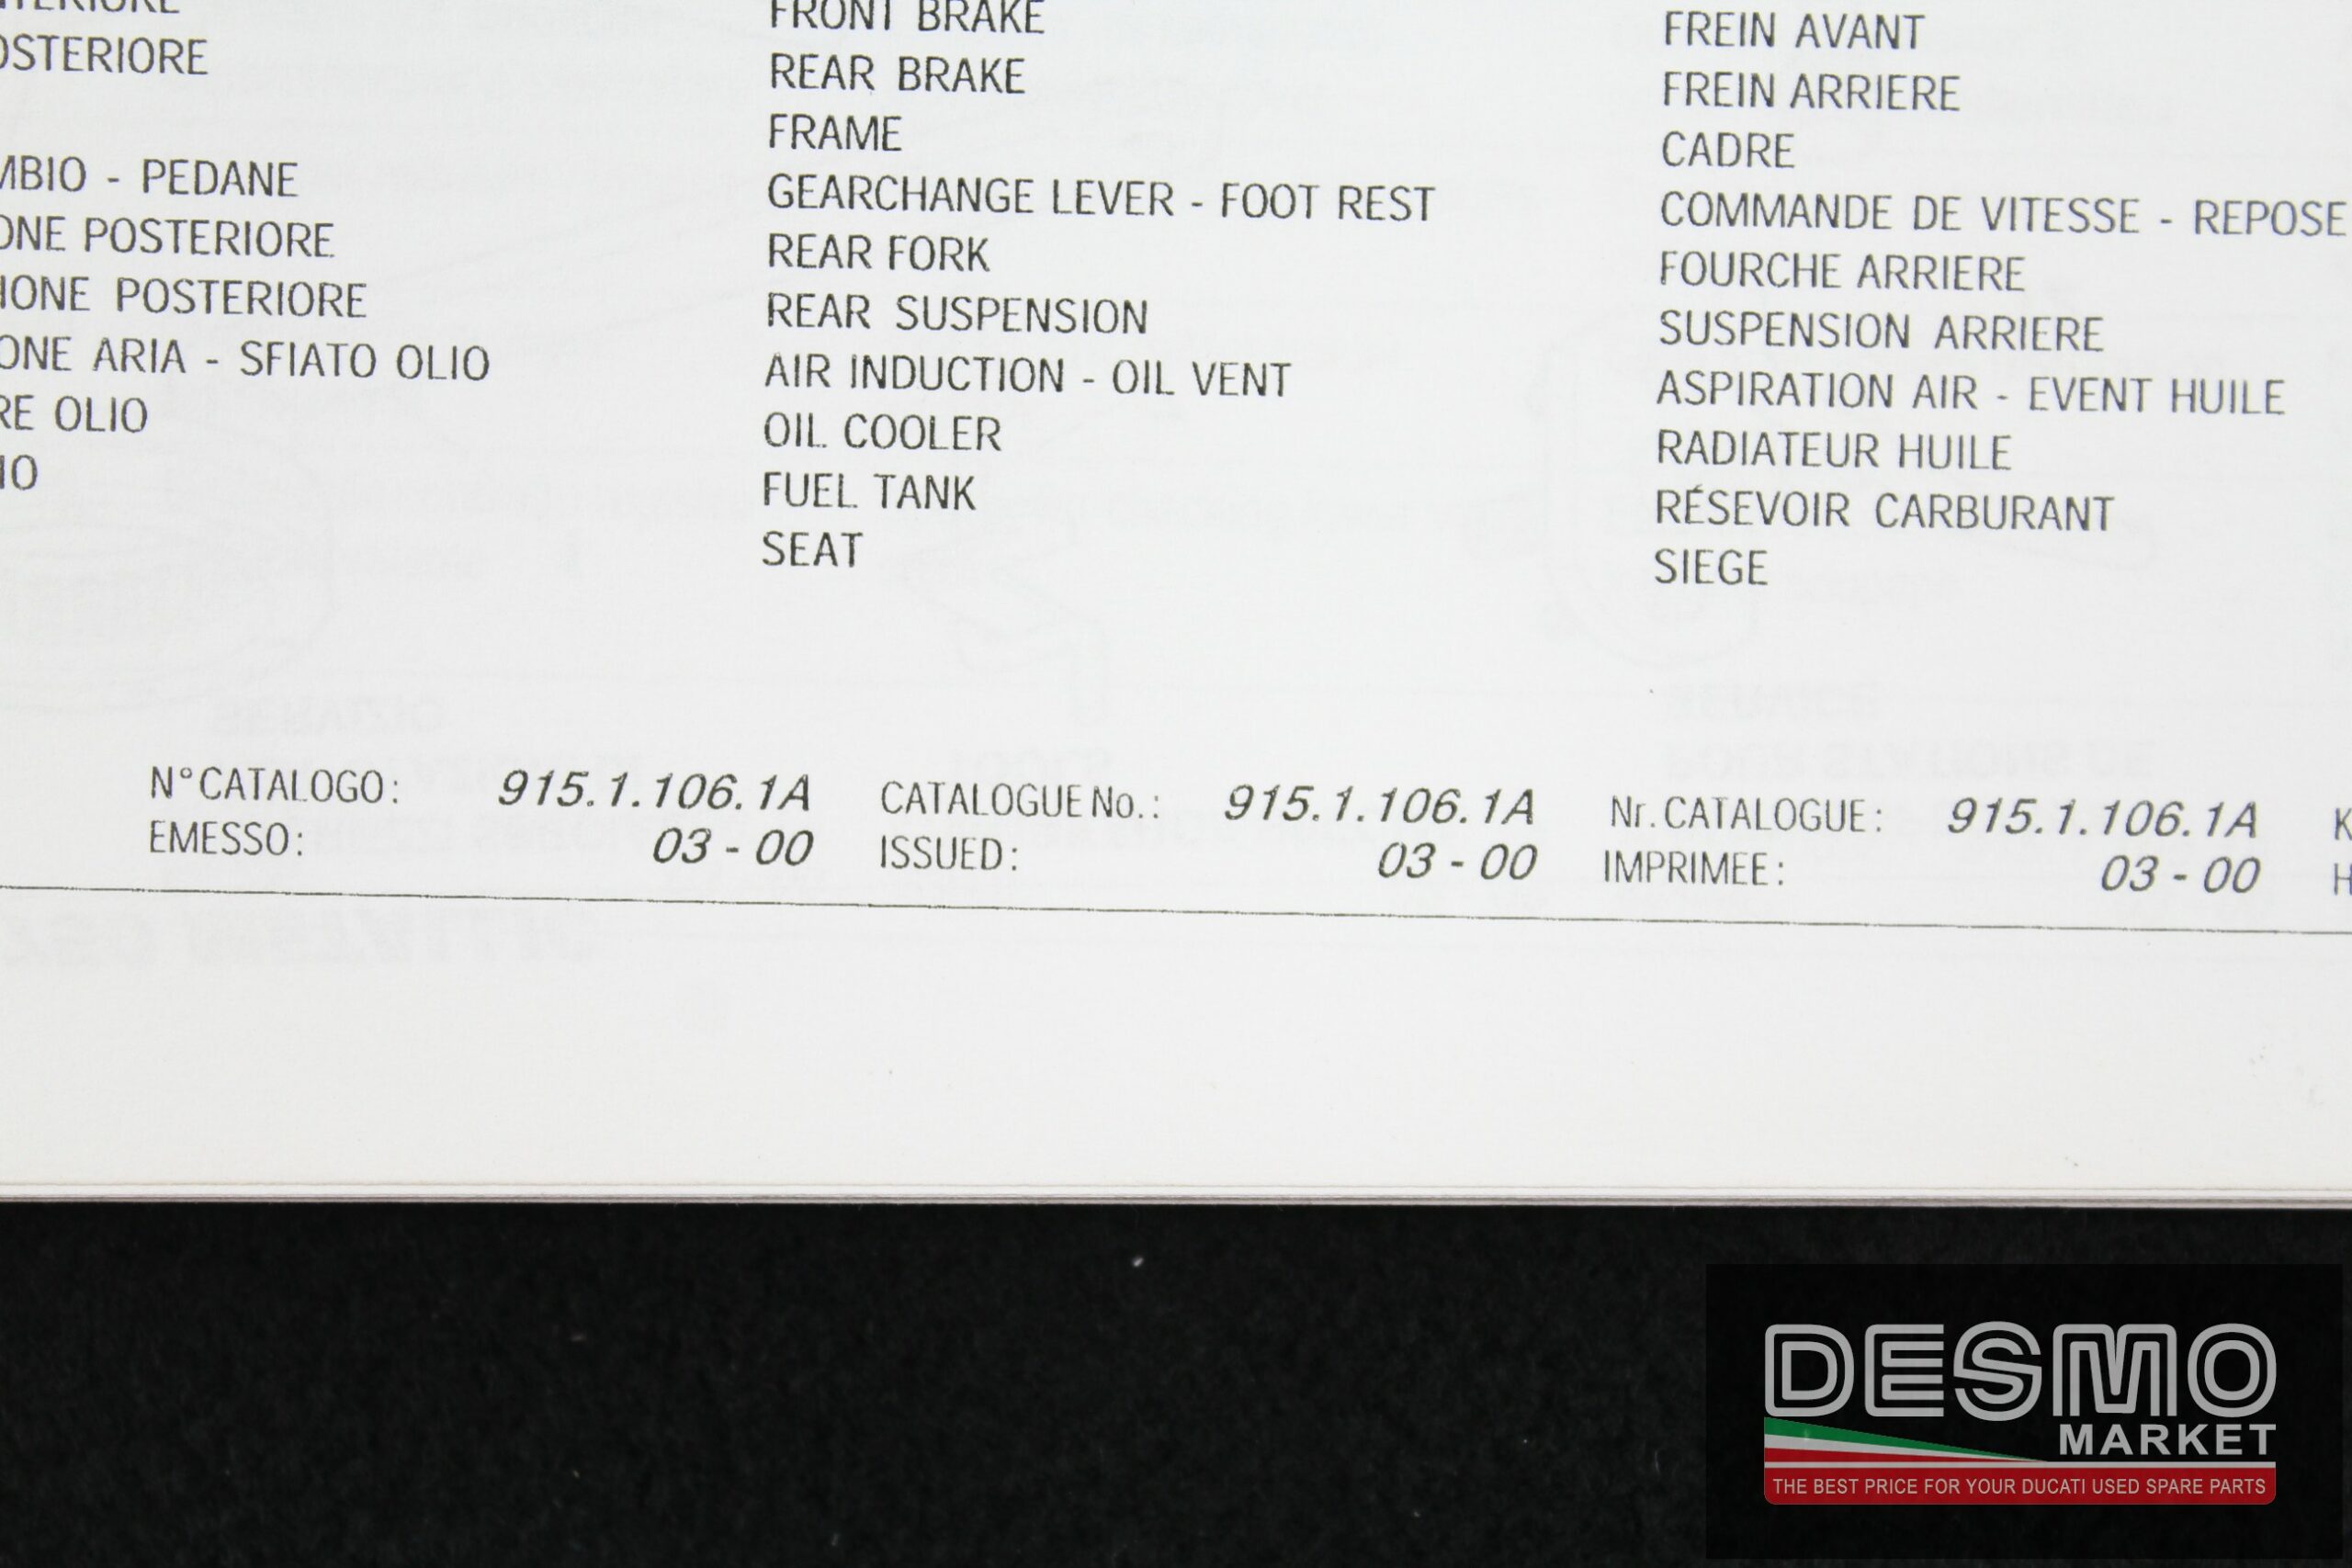 OSTERIORE
MBIO - PEDANE
ONE POSTERIORE
IONE POSTERIORE
ONE ARIA - SFIATO OLIO
RE OLIO
IO
FRONT BRAKE
REAR BRAKE
FRAME
GEARCHANGE LEVER - FOOT REST
REAR FORK
REAR SUSPENSION
AIR INDUCTION - OIL VENT
OIL COOLER
FUEL TANK
SEAT
FREIN AVANT
FREIN ARRIERE
CADRE
COMMANDE DE VITESSE - REPOSE
FOURCHE ARRIERE
SUSPENSION ARRIERE
ASPIRATION AIR - EVENT HUILE
RADIATEUR HUILE
RÉSEVOIR CARBURANT
SIEGE
N° CATALOGO: 915.1.106.1A
EMESSO: 03 - 00
CATALOGUE No.: 915.1.106.1A
ISSUED: 03 - 00
Nr. CATALOGUE: 915.1.106.1A
IMPRIMEE: 03 - 00
K
H
DESMO
MARKET
THE BEST PRICE FOR YOUR DUCATI USED SPARE PARTS